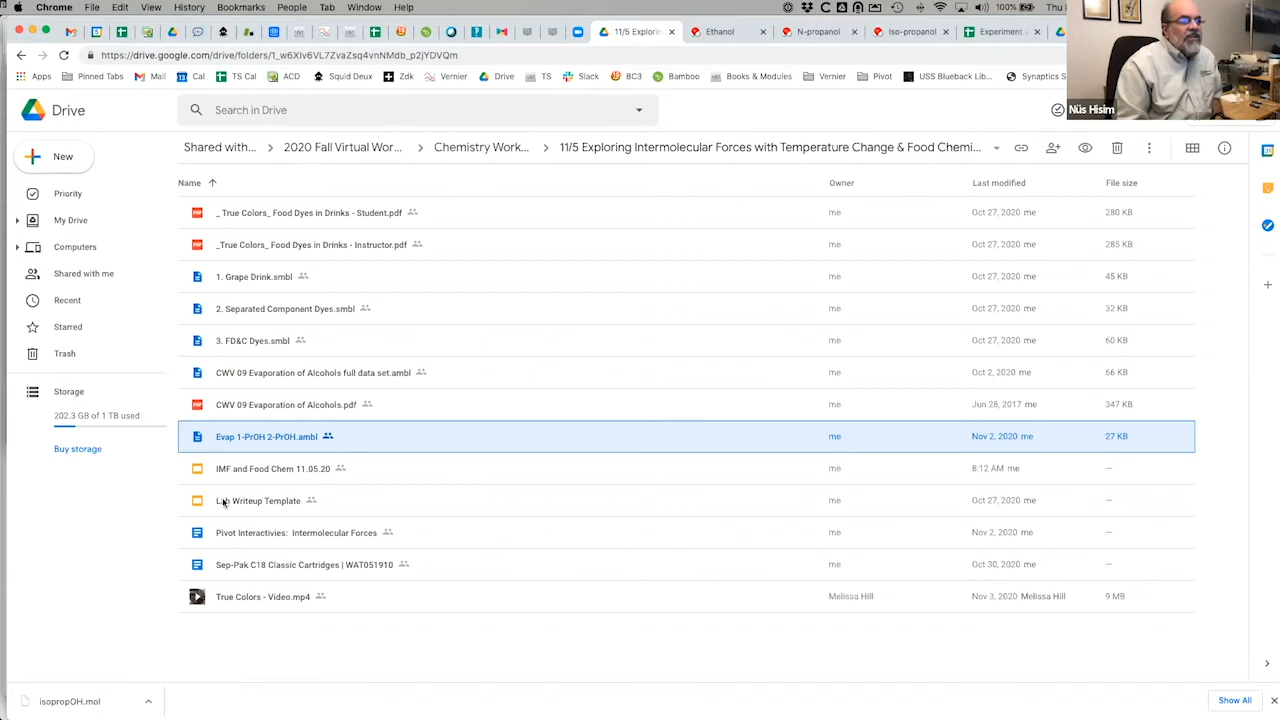 Chrome File Edit View History Bookmarks People Tab Window Help 100% Thu
11/5 Explorin Ethanol N-propanol Iso-propanol Experiment
https://drive.google.com/drive/folders/1_w6XIv6VL7ZvaZsq4vnNMdb_p2jYDVQm
Apps Pinned Tabs Mail Cal TS Cal ACD Squid Deux Zdk Vernier Drive TS Slack BC3 Bamboo Books & Modules Vernier Pivot USS Blueback Lib... Synaptics S
Nüs Hisim
Drive
Search in Drive
New
Shared with... 2020 Fall Virtual Wor... Chemistry Work... 11/5 Exploring Intermolecular Forces with Temperature Change & Food Chemi...
Name Owner Last modified File size
Priority
My Drive
Computers
Shared with me
Recent
Starred
Trash
Storage
202.3 GB of 1 TB used
Buy storage
_ True Colors_ Food Dyes in Drinks - Student.pdf me Oct 27, 2020 me 280 KB
_True Colors_ Food Dyes in Drinks - Instructor.pdf me Oct 27, 2020 me 285 KB
1. Grape Drink.smbl me Oct 27, 2020 me 45 KB
2. Separated Component Dyes.smbl me Oct 27, 2020 me 32 KB
3. FD&C Dyes.smbl me Oct 27, 2020 me 60 KB
CWV 09 Evaporation of Alcohols full data set.ambl me Oct 2, 2020 me 66 KB
CWV 09 Evaporation of Alcohols.pdf me Jun 28, 2017 me 347 KB
Evap 1-PrOH 2-PrOH.ambl me Nov 2, 2020 me 27 KB
IMF and Food Chem 11.05.20 me 8:12 AM me —
Lab Writeup Template me Oct 27, 2020 me —
Pivot Interactivies: Intermolecular Forces me Nov 2, 2020 me —
Sep-Pak C18 Classic Cartridges | WAT051910 me Oct 30, 2020 me —
True Colors - Video.mp4 Melissa Hill Nov 3, 2020 Melissa Hill 9 MB
isopropOH.mol
Show All